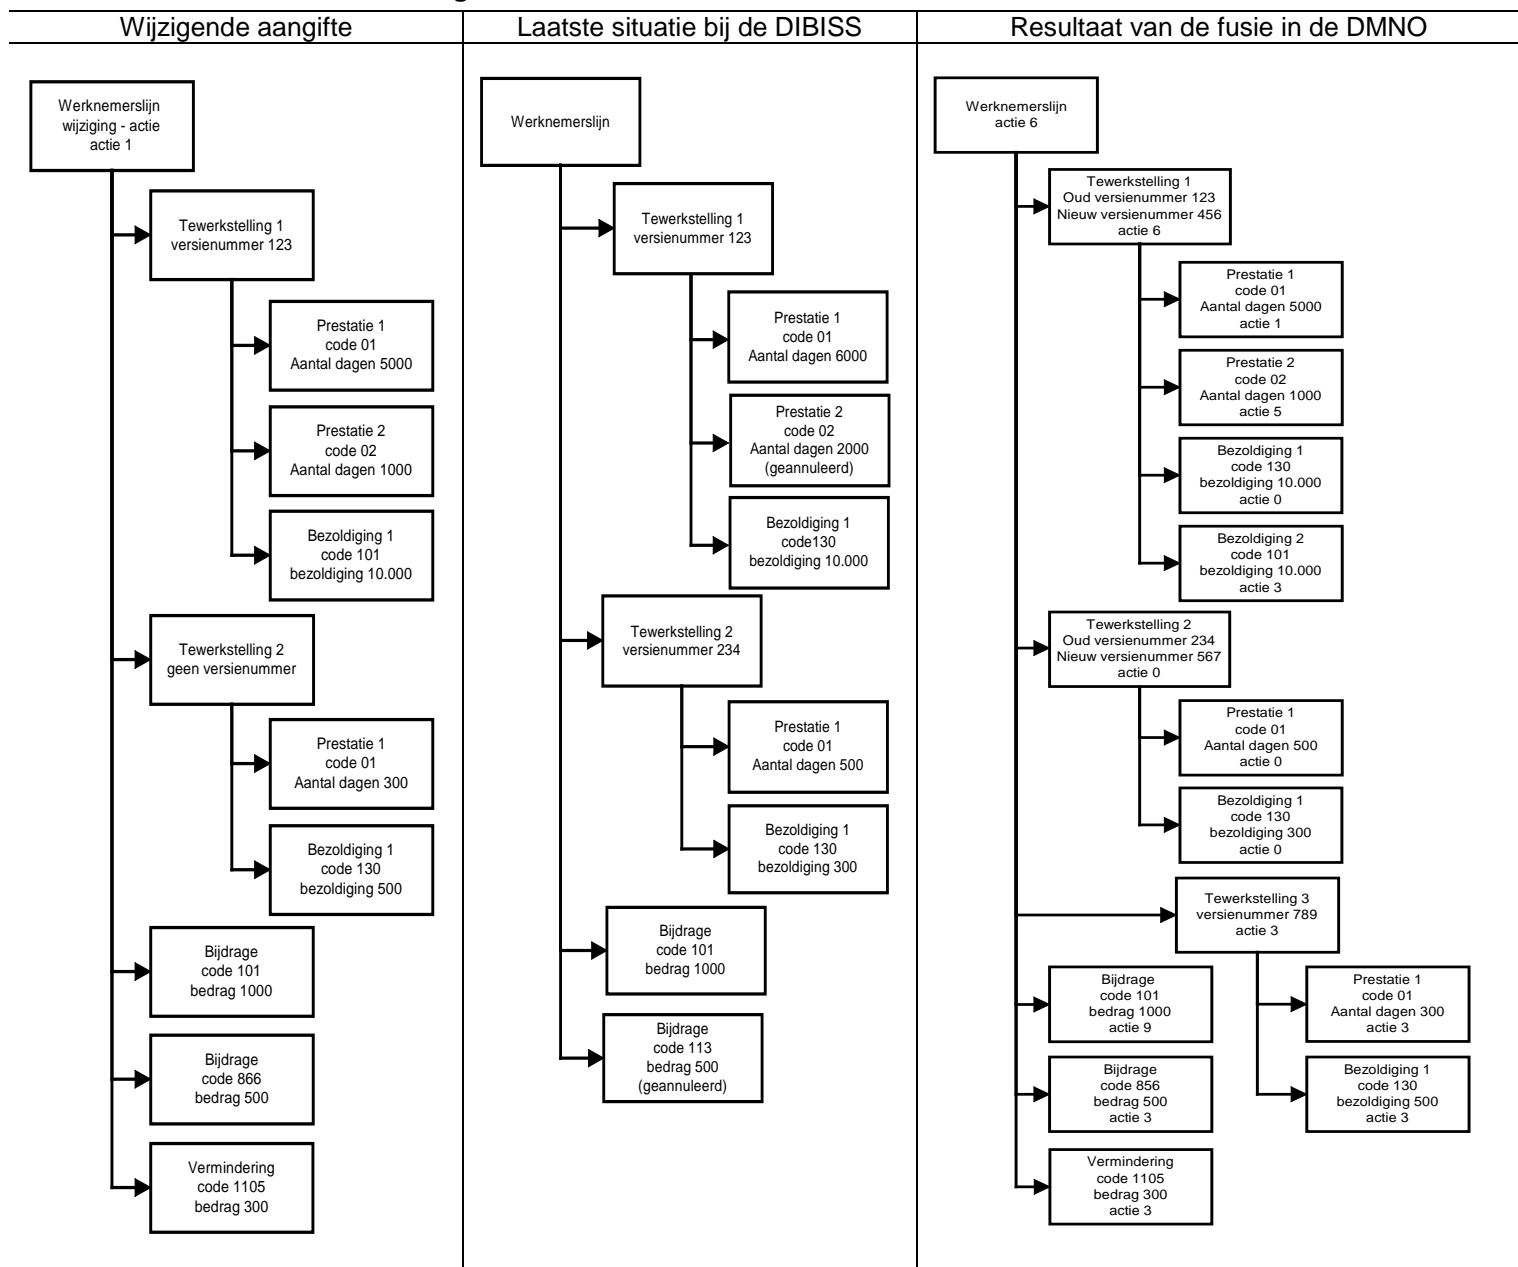 Wijzigende aangifte
Laatste situatie bij de DIBISS
Resultaat van de fusie in de DMNO
Werknemerslijn
wijziging - actie
actie 1
Tewerkstelling 1
versienummer 123
Prestatie 1
code 01
Aantal dagen 5000
Prestatie 2
code 02
Aantal dagen 1000
Bezoldiging 1
code 101
bezoldiging 10.000
Tewerkstelling 2
geen versienummer
Prestatie 1
code 01
Aantal dagen 300
Bezoldiging 1
code 130
bezoldiging 500
Bijdrage
code 101
bedrag 1000
Bijdrage
code 866
bedrag 500
Vermindering
code 1105
bedrag 300
Werknemerslijn
Tewerkstelling 1
versienummer 123
Prestatie 1
code 01
Aantal dagen 6000
Prestatie 2
code 02
Aantal dagen 2000
(geannuleerd)
Bezoldiging 1
code130
bezoldiging 10.000
Tewerkstelling 2
versienummer 234
Prestatie 1
code 01
Aantal dagen 500
Bezoldiging 1
code 130
bezoldiging 300
Bijdrage
code 101
bedrag 1000
Bijdrage
code 113
bedrag 500
(geannuleerd)
Werknemerslijn
actie 6
Tewerkstelling 1
Oud versienummer 123
Nieuw versienummer 456
actie 6
Prestatie 1
code 01
Aantal dagen 5000
actie 1
Prestatie 2
code 02
Aantal dagen 1000
actie 5
Bezoldiging 1
code 130
bezoldiging 10.000
actie 0
Bezoldiging 2
code 101
bezoldiging 10.000
actie 3
Tewerkstelling 2
Oud versienummer 234
Nieuw versienummer 567
actie 0
Prestatie 1
code 01
Aantal dagen 500
actie 0
Bezoldiging 1
code 130
bezoldiging 300
actie 0
Tewerkstelling 3
versienummer 789
actie 3
Prestatie 1
code 01
Aantal dagen 300
actie 3
Bezoldiging 1
code 130
bezoldiging 500
actie 3
Bijdrage
code 101
bedrag 1000
actie 9
Bijdrage
code 856
bedrag 500
actie 3
Vermindering
code 1105
bedrag 300
actie 3